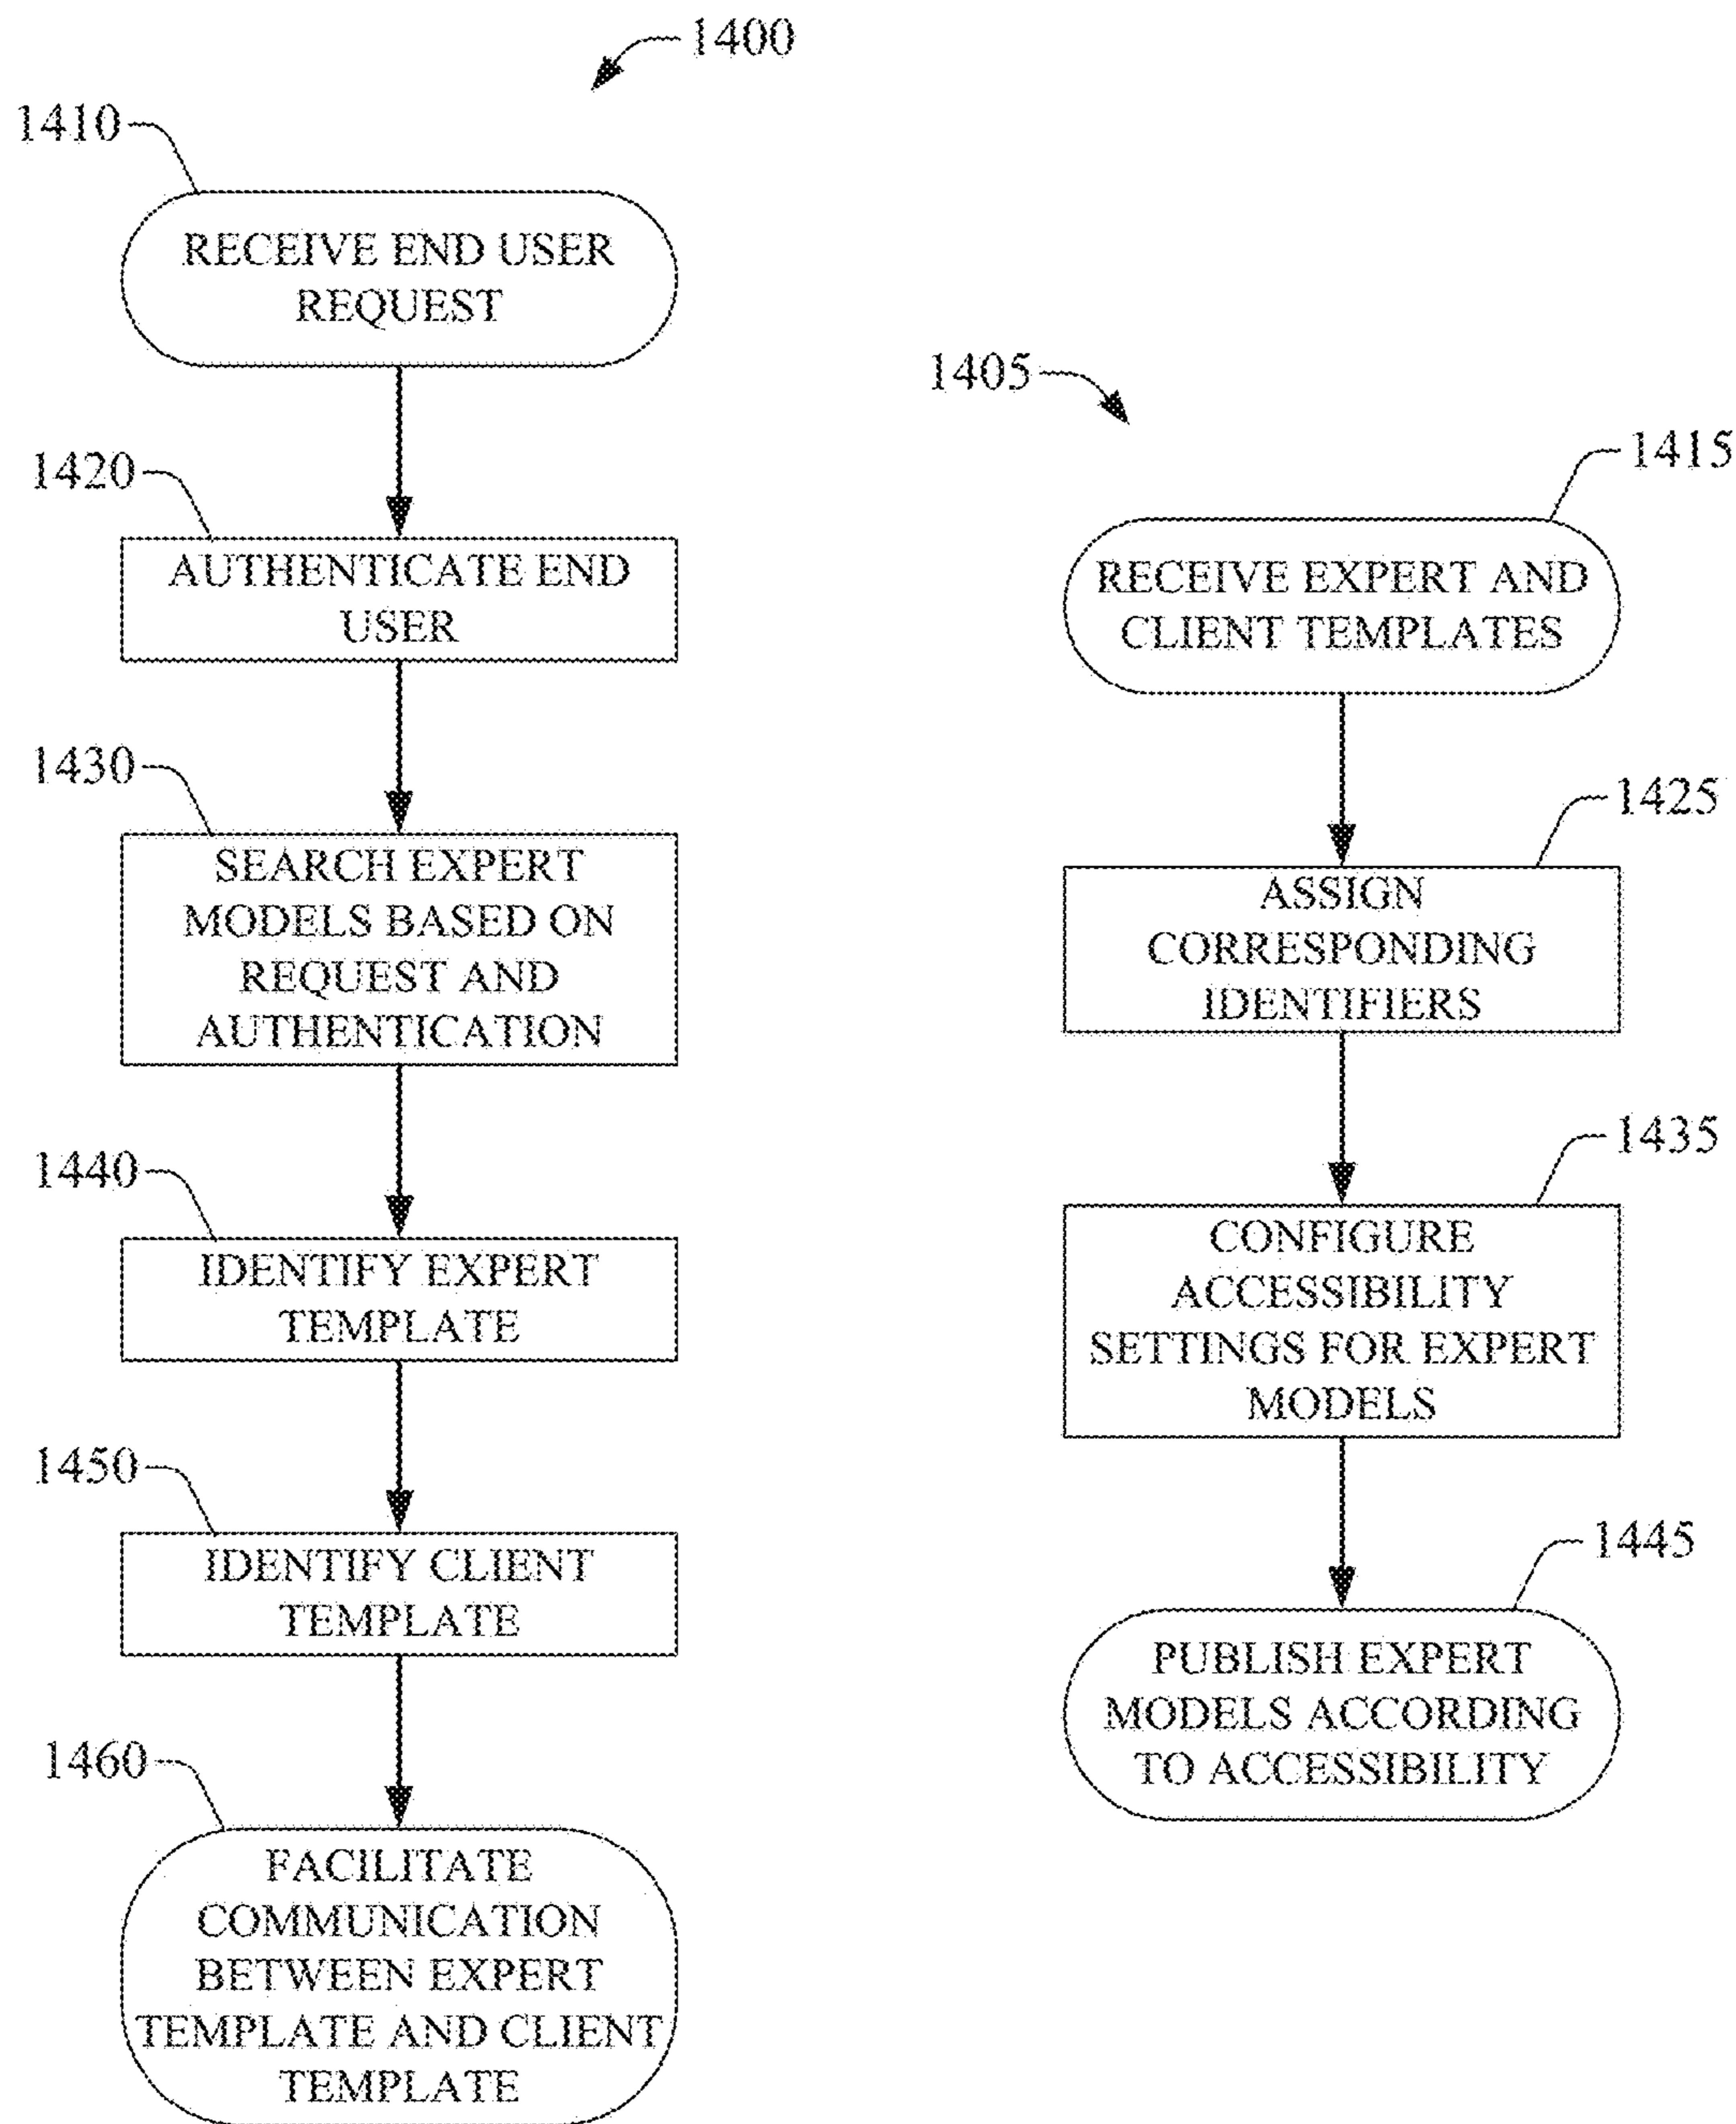 1400
1410
RECEIVE END USER
REQUEST
1420
AUTHENTICATE END
USER
1430
SEARCH EXPERT
MODELS BASED ON
REQUEST AND
AUTHENTICATION
1440
IDENTIFY EXPERT
TEMPLATE
1450
IDENTIFY CLIENT
TEMPLATE
1460
FACILITATE
COMMUNICATION
BETWEEN EXPERT
TEMPLATE AND CLIENT
TEMPLATE
1405
1415
RECEIVE EXPERT AND
CLIENT TEMPLATES
1425
ASSIGN
CORRESPONDING
IDENTIFIERS
1435
CONFIGURE
ACCESSIBILITY
SETTINGS FOR EXPERT
MODELS
1445
PUBLISH EXPERT
MODELS ACCORDING
TO ACCESSIBILITY